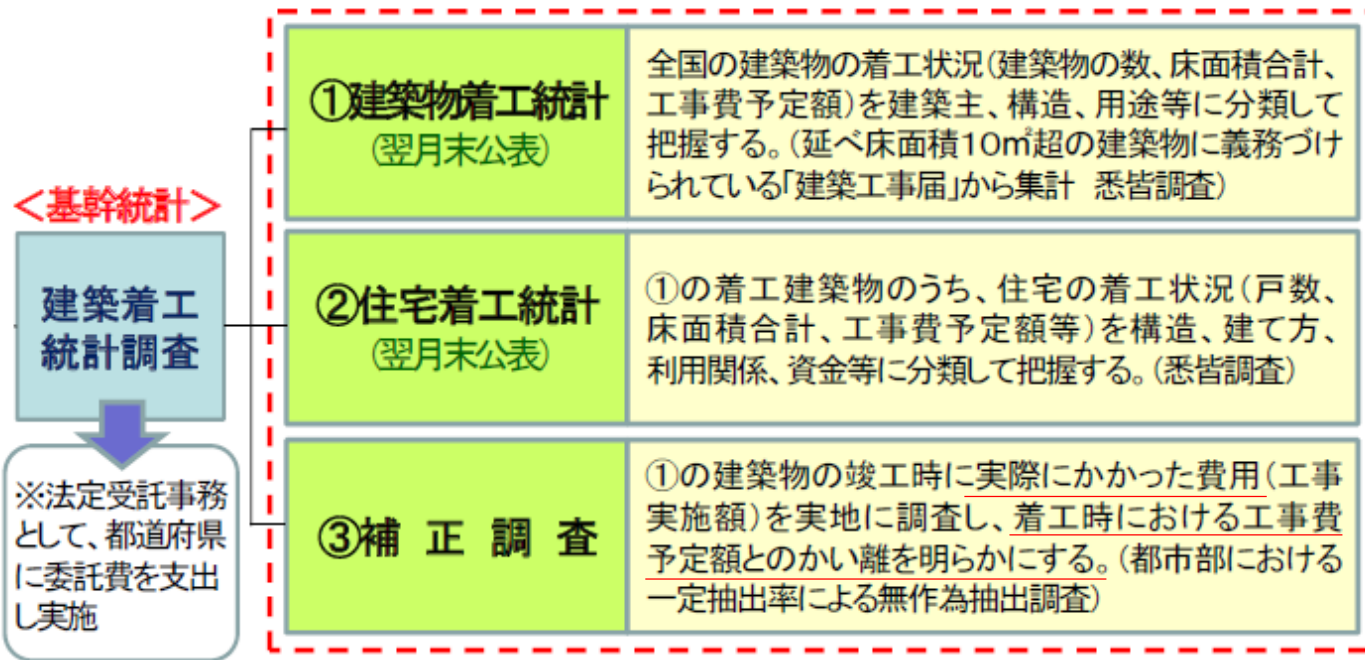 <基幹統計>
建築着工
統計調査
※法定受託事務
として、都道府県
に委託費を支出
し実施
①建築物着工統計
(翌月末公表)
全国の建築物の着工状況(建築物の数、床面積合計、
工事費予定額)を建築主、構造、用途等に分類して
把握する。(延べ床面積10㎡超の建築物に義務づけ
られている「建築工事届」から集計 悉皆調査)
②住宅着工統計
(翌月末公表)
①の着工建築物のうち、住宅の着工状況(戸数、
床面積合計、工事費予定額等)を構造、建て方、
利用関係、資金等に分類して把握する。(悉皆調査)
③補正調査
①の建築物の竣工時に実際にかかった費用(工事
実施額)を実地に調査し、着工時における工事費
予定額とのかい離を明らかにする。(都市部における
一定抽出率による無作為抽出調査)